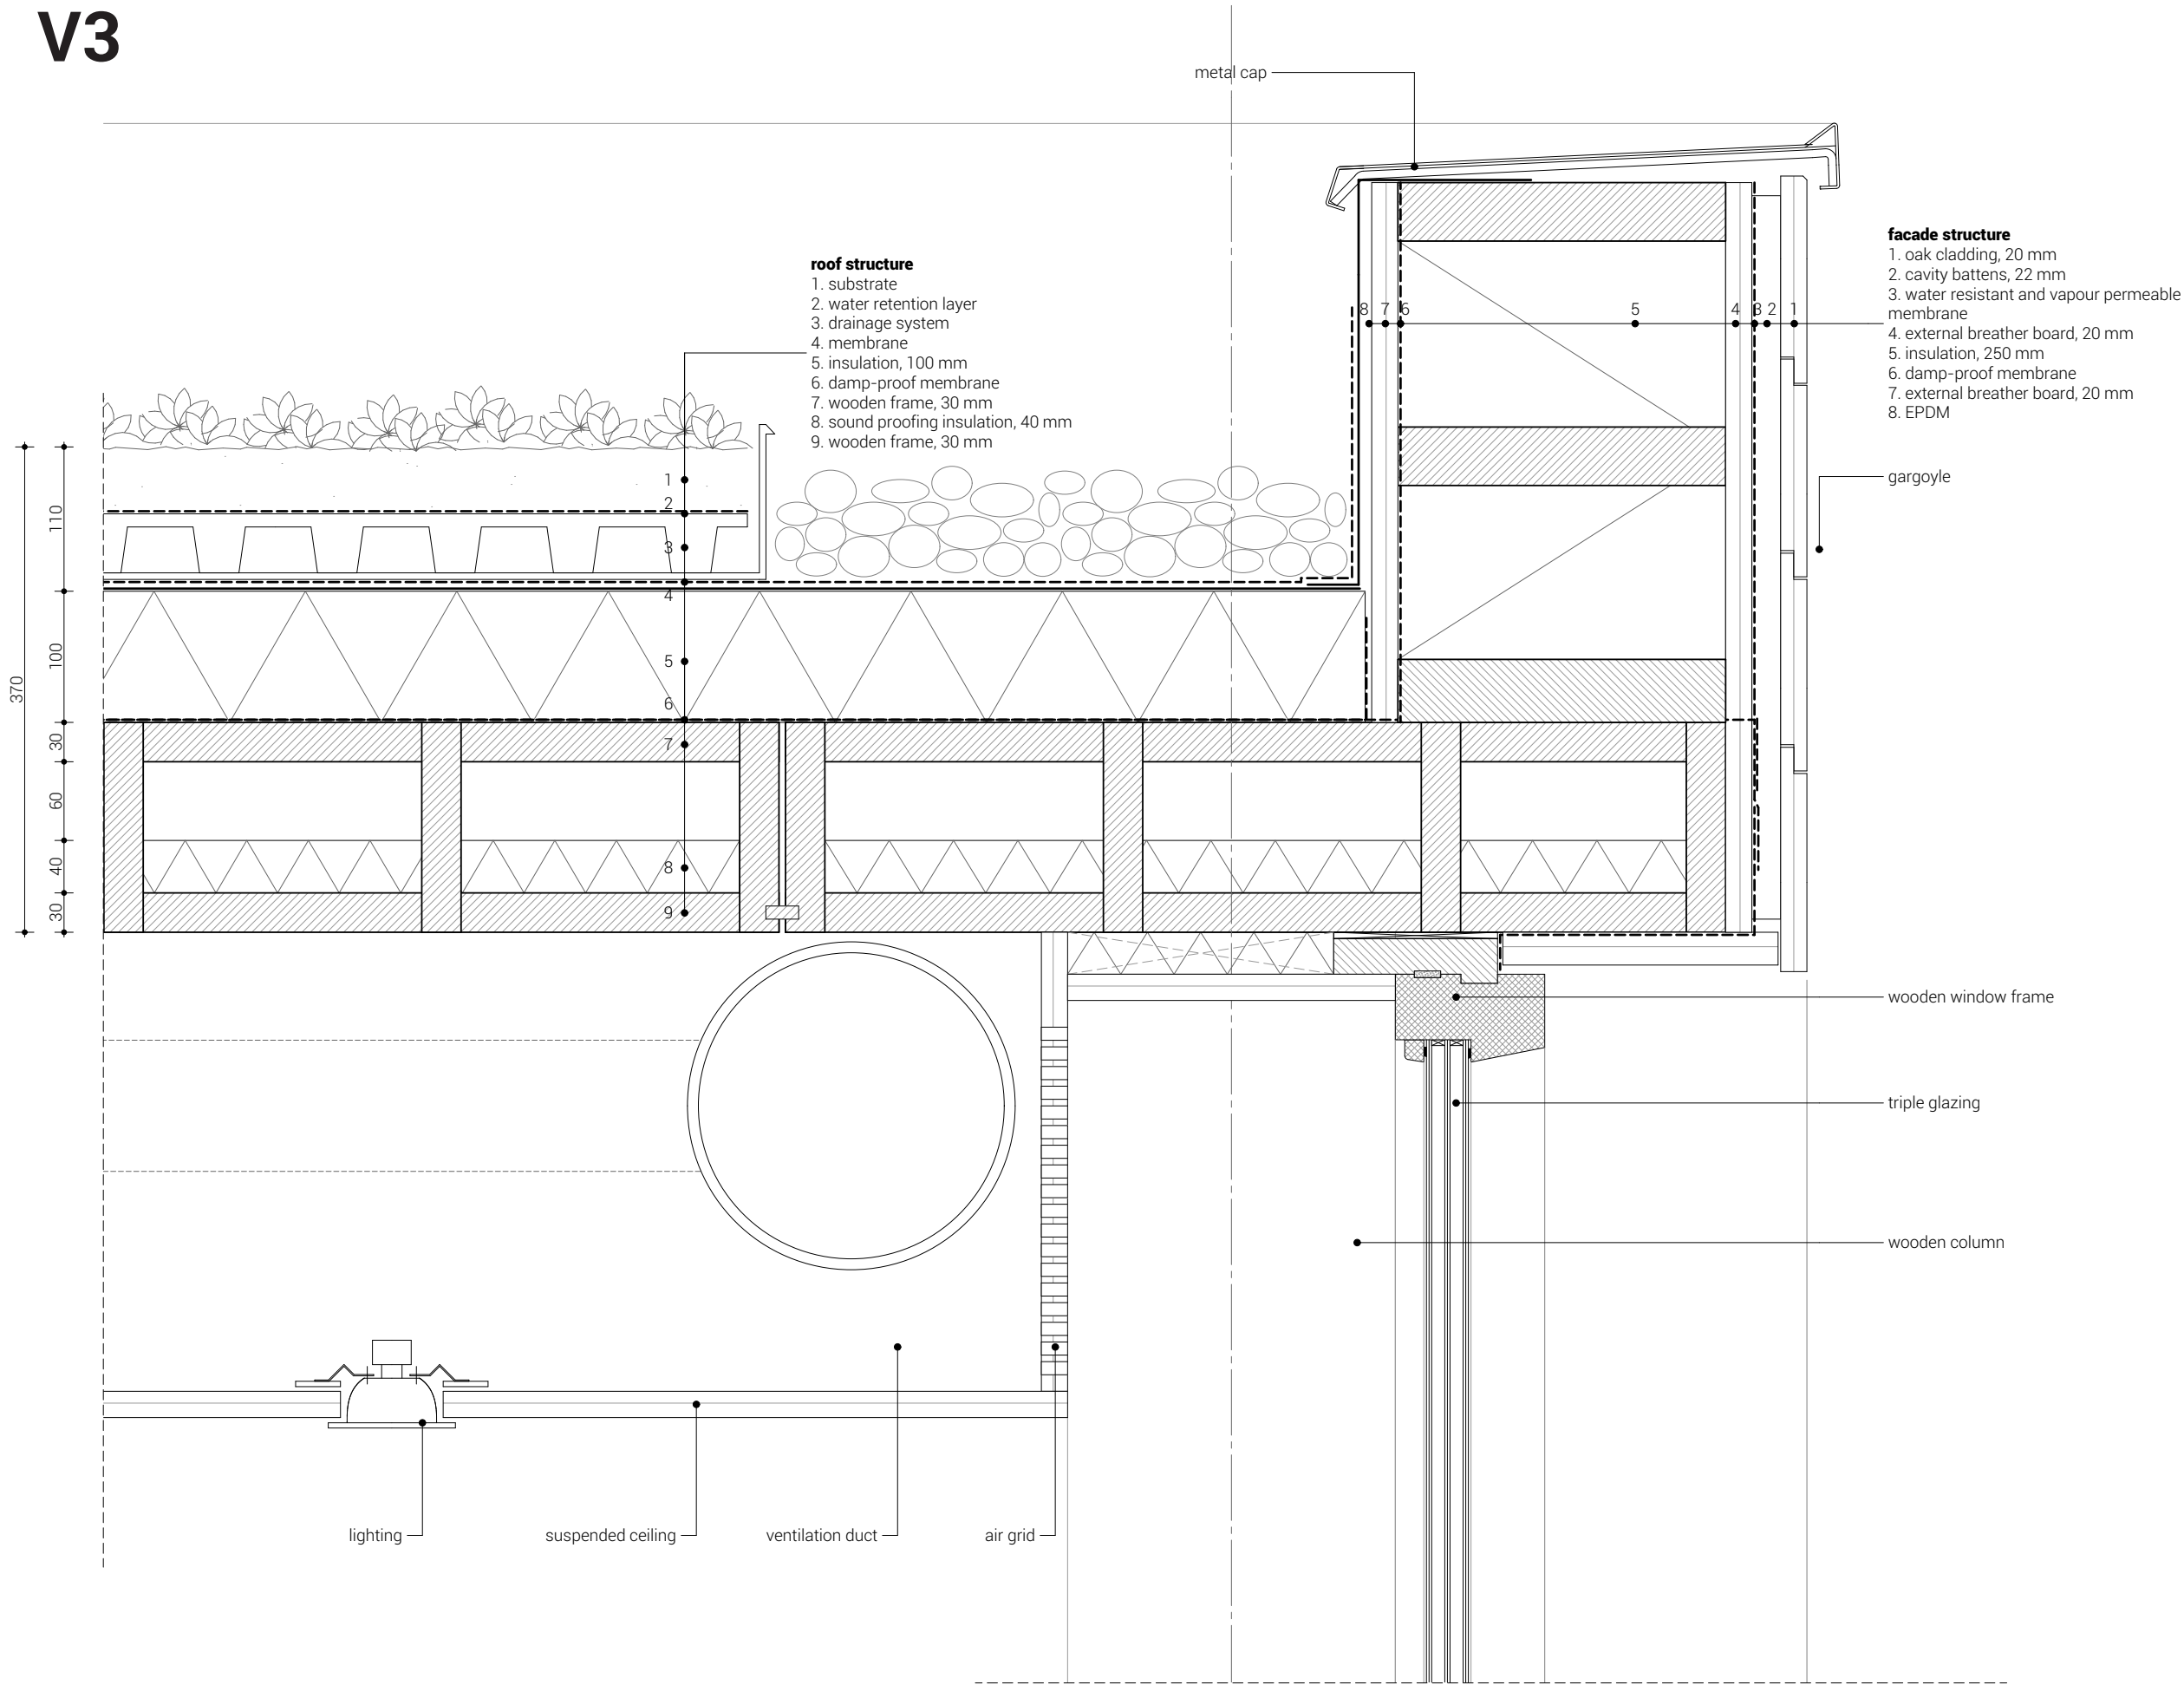 V3
metal cap
roof structure
1. substrate
2. water retention layer
3. drainage system
4. membrane
5. insulation, 100 mm
6. damp-proof membrane
7. wooden frame, 30 mm
8. sound proofing insulation, 40 mm
9. wooden frame, 30 mm
facade structure
1. oak cladding, 20 mm
2. cavity battens, 22 mm
3. water resistant and vapour permeable
membrane
4. external breather board, 20 mm
5. insulation, 250 mm
6. damp-proof membrane
7. external breather board, 20 mm
8. EPDM
8 7 6 5 4 3 2 1
gargoyle
1
2
3
4
5
6
7
8
9
370
110
100
30
60
40
30
wooden window frame
triple glazing
wooden column
lighting
suspended ceiling
ventilation duct
air grid